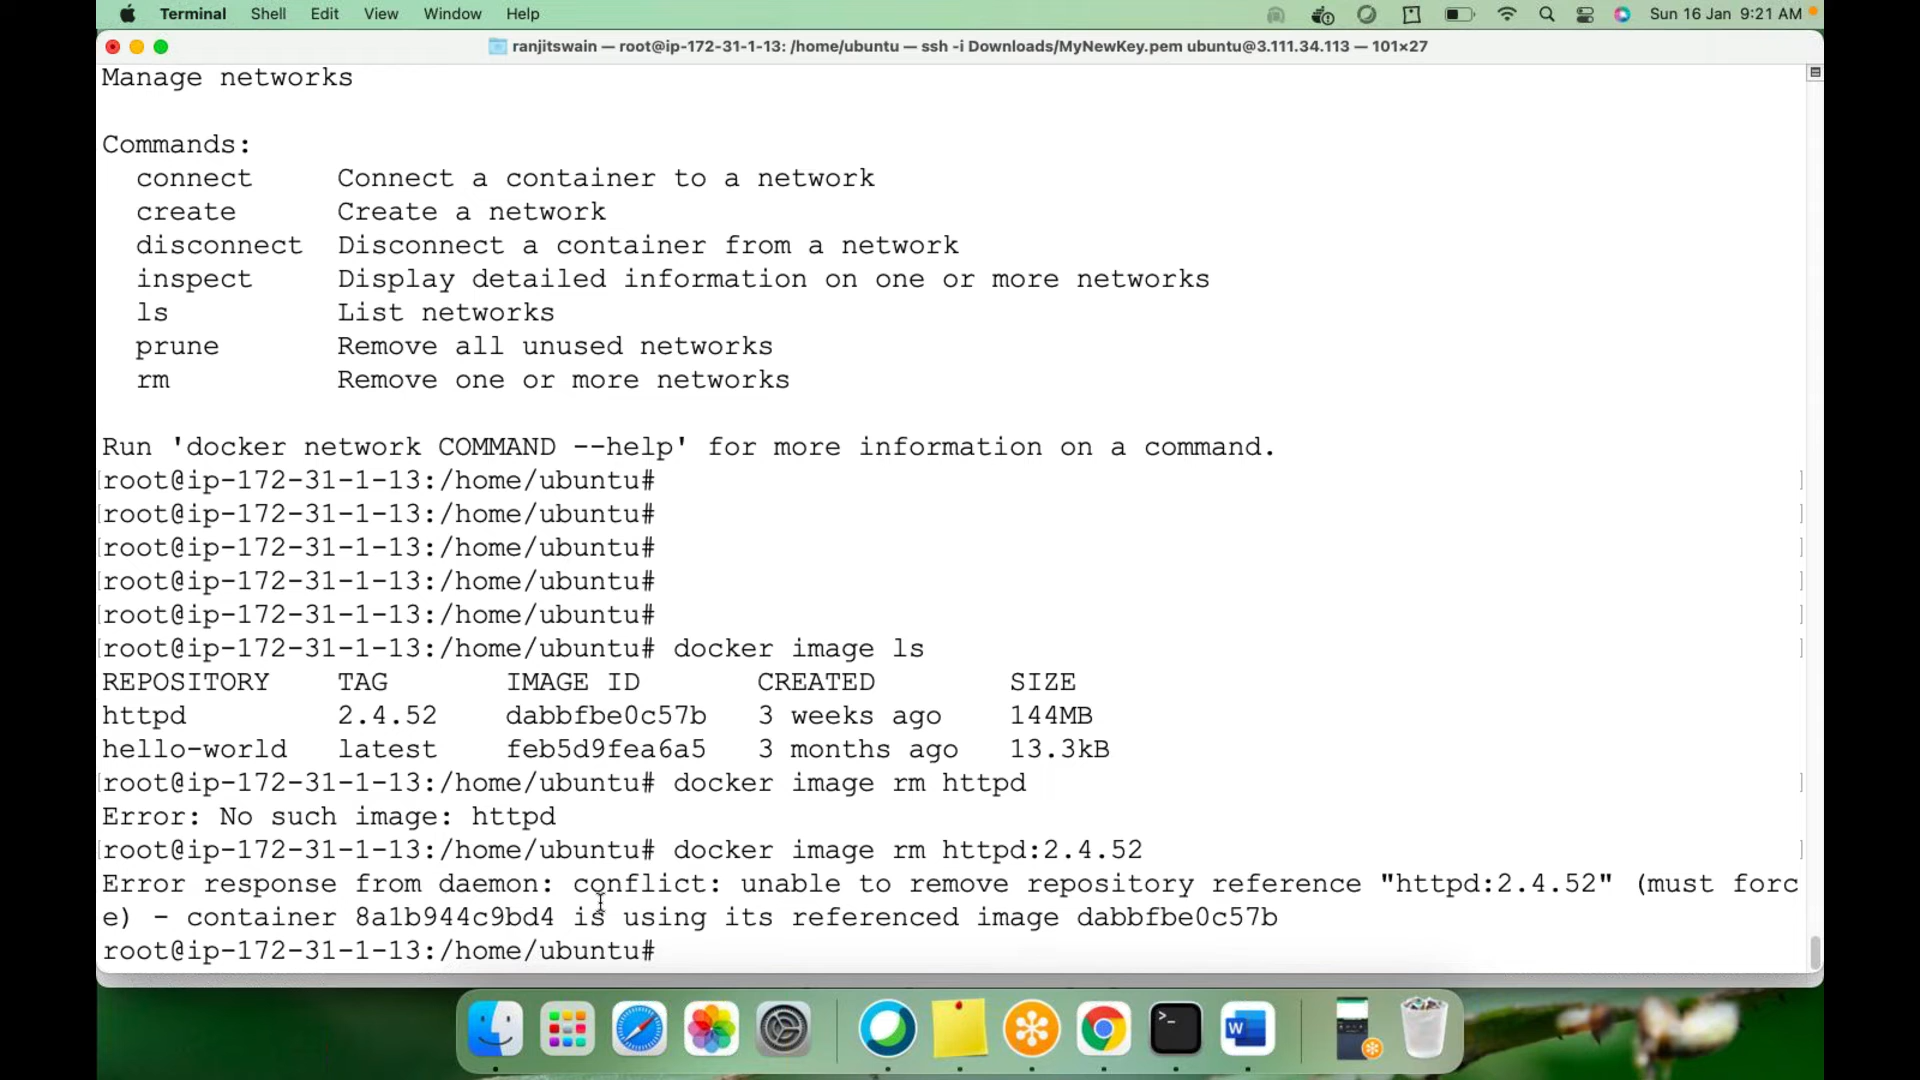 Terminal Shell Edit View Window Help Sun 16 Jan 9:21 AM
ranjitswain — root@ip-172-31-1-13: /home/ubuntu — ssh -i Downloads/MyNewKey.pem ubuntu@3.111.34.113 — 101×27
Manage networks
Commands:
connect Connect a container to a network
create Create a network
disconnect Disconnect a container from a network
inspect Display detailed information on one or more networks
ls List networks
prune Remove all unused networks
rm Remove one or more networks
Run 'docker network COMMAND --help' for more information on a command.
[root@ip-172-31-1-13:/home/ubuntu# ]
[root@ip-172-31-1-13:/home/ubuntu# ]
[root@ip-172-31-1-13:/home/ubuntu# ]
[root@ip-172-31-1-13:/home/ubuntu# ]
[root@ip-172-31-1-13:/home/ubuntu# ]
[root@ip-172-31-1-13:/home/ubuntu# docker image ls ]
REPOSITORY TAG IMAGE ID CREATED SIZE
httpd 2.4.52 dabbfbe0c57b 3 weeks ago 144MB
hello-world latest feb5d9fea6a5 3 months ago 13.3kB
[root@ip-172-31-1-13:/home/ubuntu# docker image rm httpd ]
Error: No such image: httpd
[root@ip-172-31-1-13:/home/ubuntu# docker image rm httpd:2.4.52 ]
Error response from daemon: conflict: unable to remove repository reference "httpd:2.4.52" (must forc
e) - container 8a1b944c9bd4 is using its referenced image dabbfbe0c57b
root@ip-172-31-1-13:/home/ubuntu#
>_
W